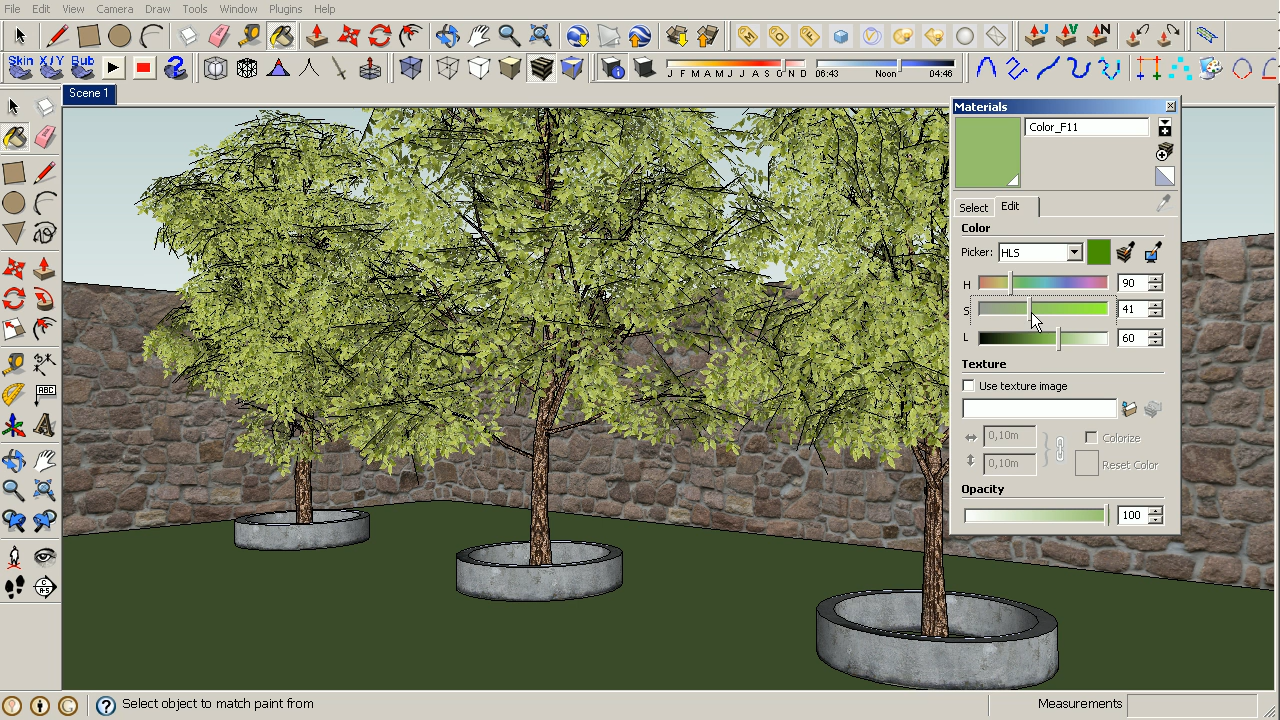 File Edit View Camera Draw Tools Window Plugins Help
Skin X/Y Bub
J F M A M J J A S O N D 06:43 Noon 04:46
Scene 1
Materials
Color_F11
Select Edit
Color
Picker: HLS
H 90
S 41
L 60
Texture
Use texture image
0,10m Colorize
0,10m Reset Color
Opacity
100
ABC
Select object to match paint from
Measurements